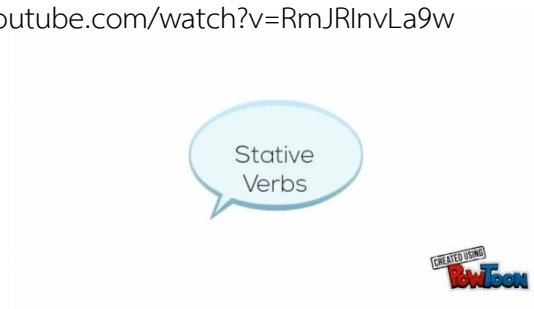 outube.com/watch?v=RmJRInvLa9w
Stative
Verbs
CREATED USING
POWTOON